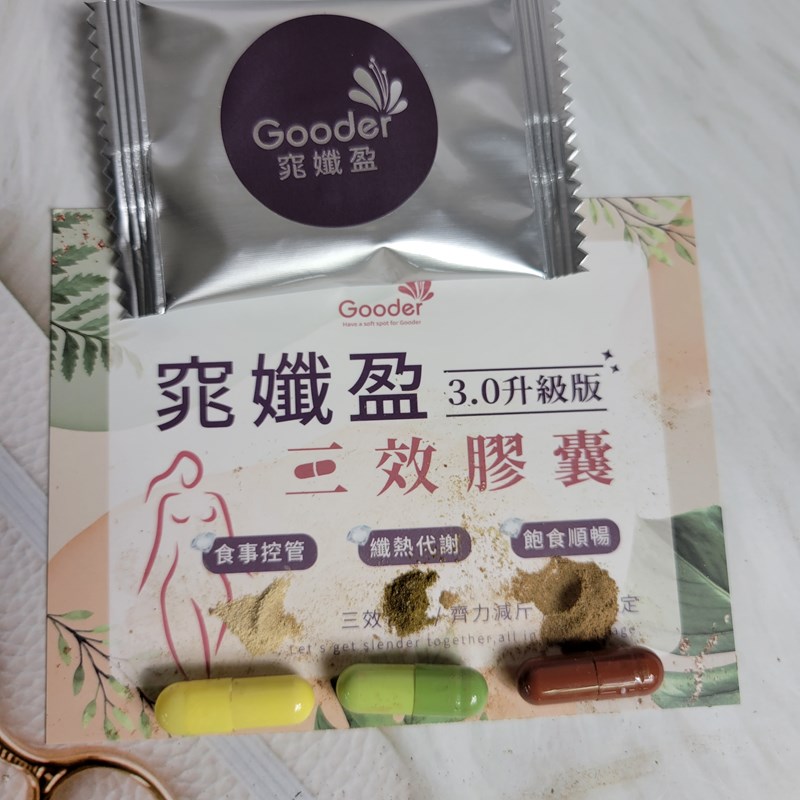 Gooder
窕孅盈
Gooder
Have a soft spot for Gooder
窕孅盈
3.0升級版
三效膠囊
食事控管
纖熱代謝
飽食順暢
三效 / 齊力減斤 定
Let's get slender together,all in